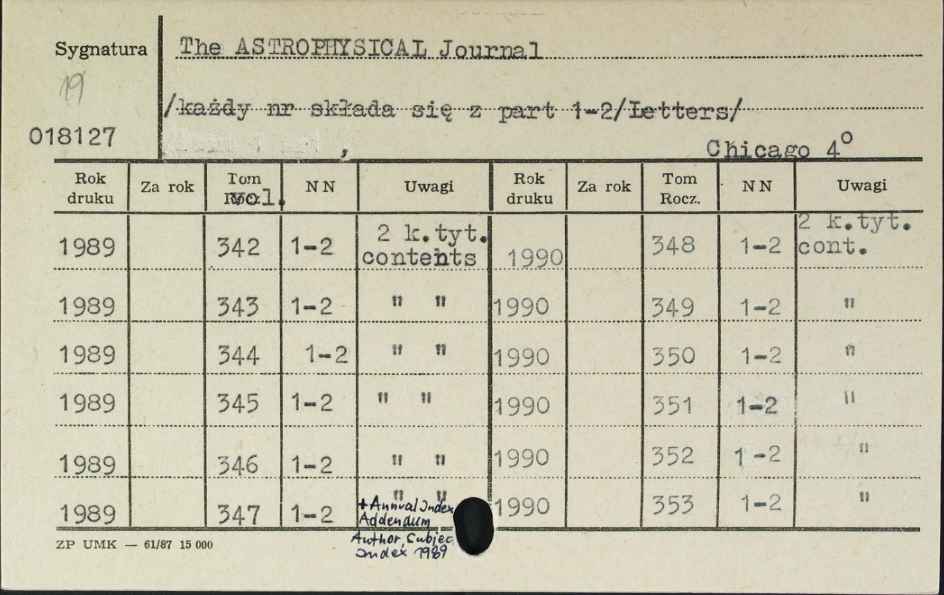 Sygnatura The ASTROPHYSICAL Journal
19
/każdy nr składa się z part 1-2/Letters/
018127
, Chicago 4°
Rok druku Za rok Tom Rocz. vol. NN Uwagi Rok druku Za rok Tom Rocz. NN Uwagi
1989 342 1-2 2 k.tyt. contents 1990 348 1-2 2 k.tyt. cont.
1989 343 1-2 " " 1990 349 1-2 "
1989 344 1-2 " " 1990 350 1-2 "
1989 345 1-2 " " 1990 351 1-2 "
1989 346 1-2 " " 1990 352 1-2 "
1989 347 1-2 " " 1990 353 1-2 "
+ Annual Index
Addendum
Author, Subjec
Index 1989
ZP UMK — 61/87 15 000